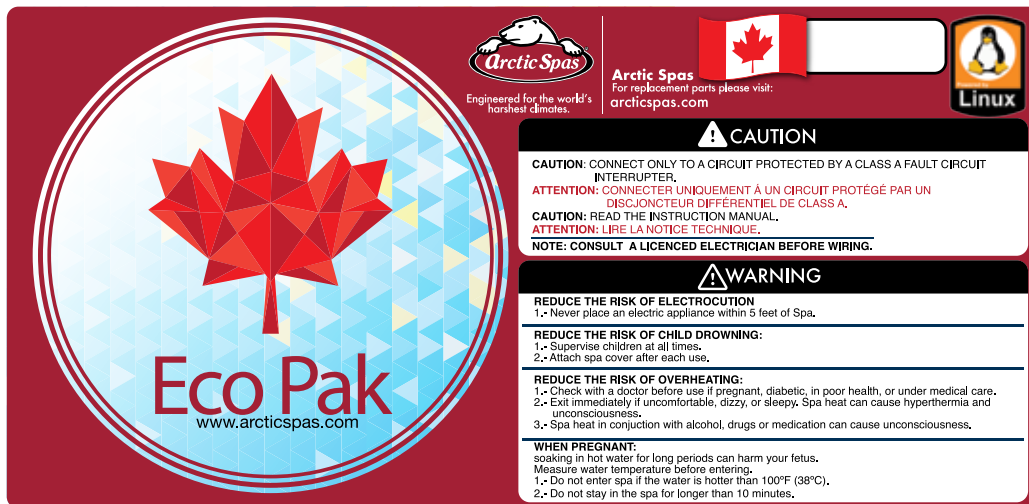 Eco Pak
www.arcticspas.com
Arctic Spas
Engineered for the world's
harshest climates.
Arctic Spas
For replacement parts please visit:
arcticspas.com
Powered by
Linux
CAUTION
CAUTION: CONNECT ONLY TO A CIRCUIT PROTECTED BY A CLASS A FAULT CIRCUIT
INTERRUPTER.
ATTENTION: CONNECTER UNIQUEMENT À UN CIRCUIT PROTÉGÉ PAR UN
DISCJONCTEUR DIFFÉRENTIEL DE CLASS A.
CAUTION: READ THE INSTRUCTION MANUAL.
ATTENTION: LIRE LA NOTICE TECHNIQUE.
NOTE: CONSULT A LICENCED ELECTRICIAN BEFORE WIRING.
WARNING
REDUCE THE RISK OF ELECTROCUTION
1.- Never place an electric appliance within 5 feet of Spa.
REDUCE THE RISK OF CHILD DROWNING:
1.- Supervise children at all times.
2.- Attach spa cover after each use.
REDUCE THE RISK OF OVERHEATING:
1.- Check with a doctor before use if pregnant, diabetic, in poor health, or under medical care.
2.- Exit immediately if uncomfortable, dizzy, or sleepy. Spa heat can cause hyperthermia and
unconsciousness.
3.- Spa heat in conjuction with alcohol, drugs or medication can cause unconsciousness.
WHEN PREGNANT:
soaking in hot water for long periods can harm your fetus.
Measure water temperature before entering.
1.- Do not enter spa if the water is hotter than 100ºF (38ºC).
2.- Do not stay in the spa for longer than 10 minutes.